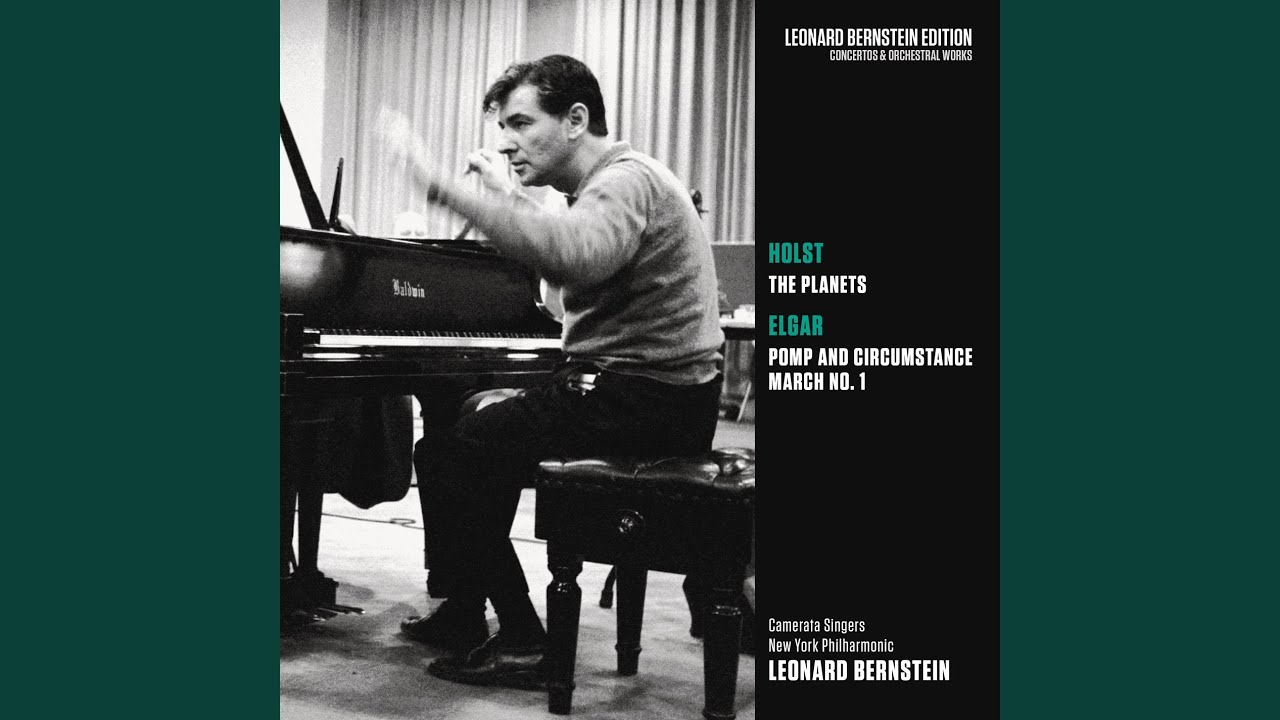 LEONARD BERNSTEIN EDITION
CONCERTOS & ORCHESTRAL WORKS
Baldwin
HOLST
THE PLANETS
ELGAR
POMP AND CIRCUMSTANCE
MARCH NO. 1
Camerata Singers
New York Philharmonic
LEONARD BERNSTEIN